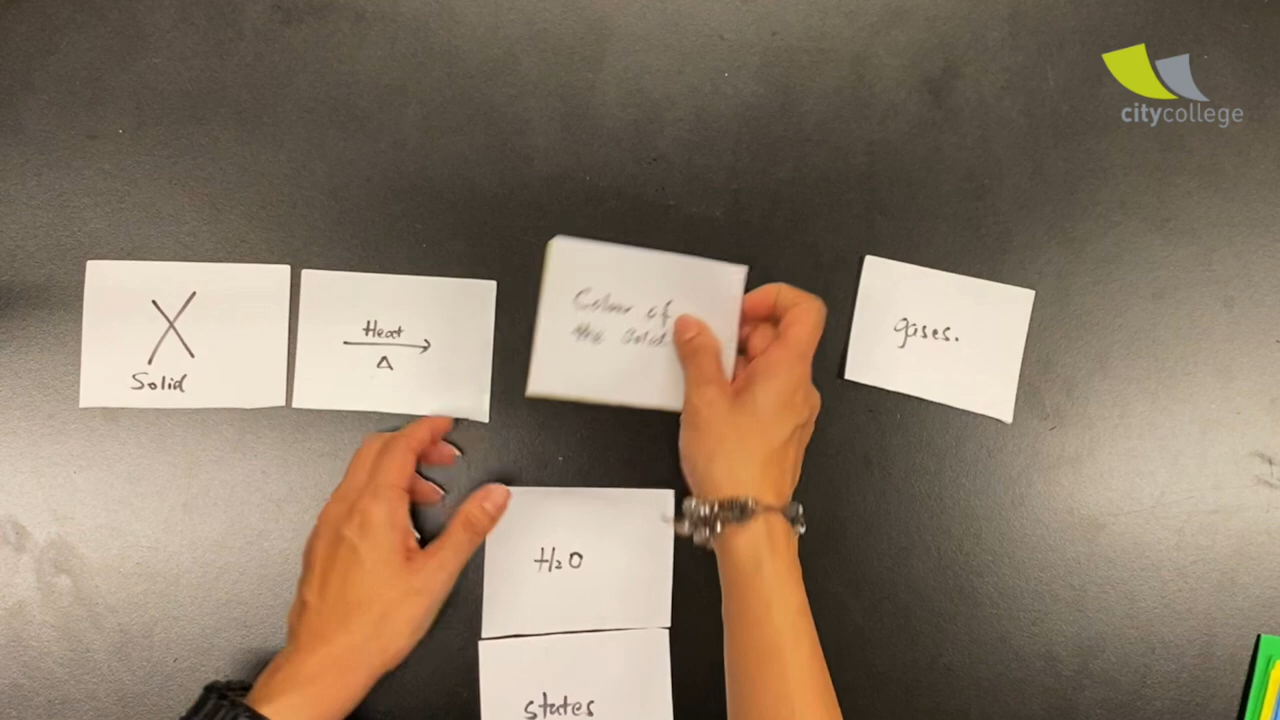 citycollege
X
Solid
Heat
Δ
Colour of
the Solid
gases.
H₂O
states